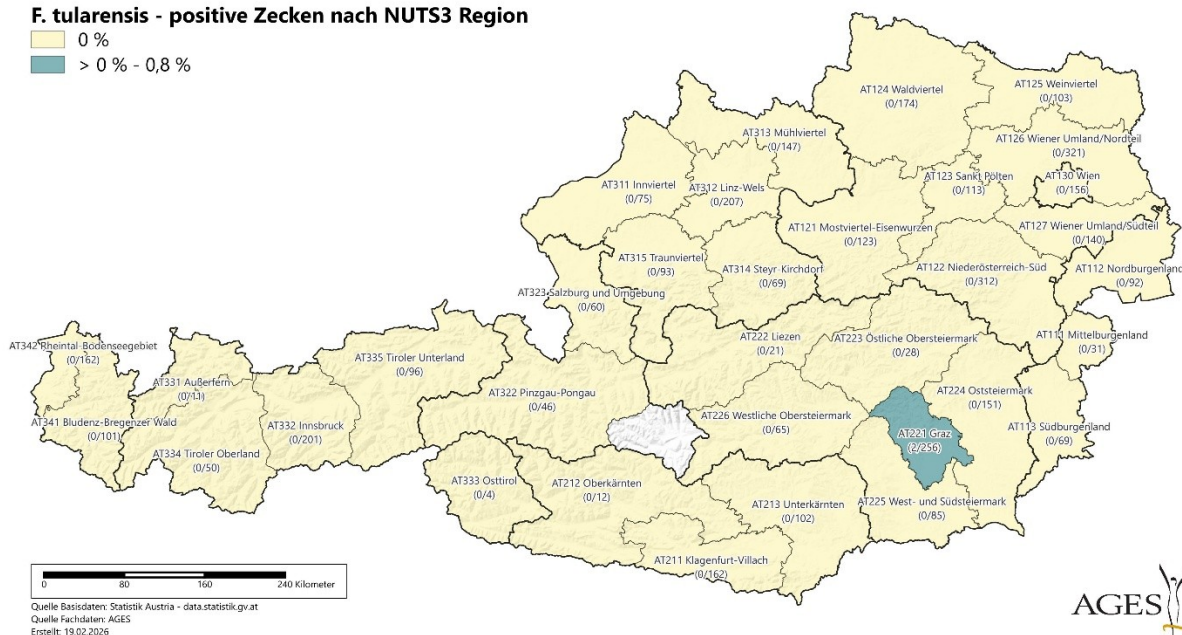 F. tularensis - positive Zecken nach NUTS3 Region
0 %
> 0 % - 0,8 %
AT124 Waldviertel
(0/174)
AT125 Weinviertel
(0/103)
AT313 Mühlviertel
(0/147)
AT126 Wiener Umland/Nordteil
(0/321)
AT123 Sankt Pölten
(0/113)
AT130 Wien
(0/156)
AT311 Innviertel
(0/75)
AT312 Linz-Wels
(0/207)
AT121 Mostviertel-Eisenwurzen
(0/123)
AT127 Wiener Umland/Südteil
(0/140)
AT315 Traunviertel
(0/93)
AT314 Steyr-Kirchdorf
(0/69)
AT122 Niederösterreich-Süd
(0/312)
AT112 Nordburgenland
(0/92)
AT323 Salzburg und Umgebung
(0/60)
AT222 Liezen
(0/21)
AT223 Östliche Obersteiermark
(0/28)
AT111 Mittelburgenland
(0/31)
AT342 Rheintal-Bodenseegebiet
(0/162)
AT335 Tiroler Unterland
(0/96)
AT331 Außerfern
(0/11)
AT322 Pinzgau-Pongau
(0/46)
AT224 Oststeiermark
(0/151)
AT341 Bludenz-Bregenzer Wald
(0/101)
AT332 Innsbruck
(0/201)
AT226 Westliche Obersteiermark
(0/65)
AT221 Graz
(2/256)
AT113 Südburgenland
(0/69)
AT334 Tiroler Oberland
(0/50)
AT333 Osttirol
(0/4)
AT212 Oberkärnten
(0/12)
AT213 Unterkärnten
(0/102)
AT225 West- und Südsteiermark
(0/85)
AT211 Klagenfurt-Villach
(0/162)
0 80 160 240 Kilometer
Quelle Basisdaten: Statistik Austria - data.statistik.gv.at
Quelle Fachdaten: AGES
Erstellt: 19.02.2026
AGES